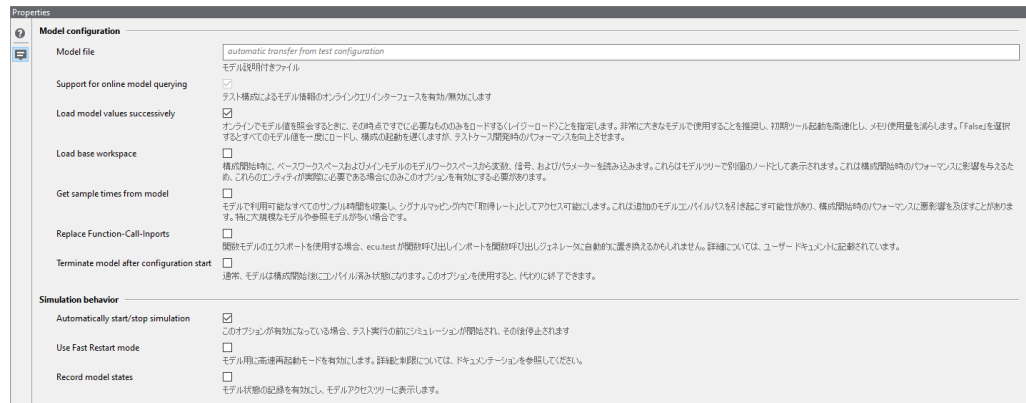 Properties
Model configuration
Model file
automatic transfer from test configuration
モデル説明付きファイル
Support for online model querying
テスト構成によるモデル情報のオンラインクエリインターフェースを有効/無効にします
Load model values successively
オンラインでモデル値を照会するときに、その時点ですでに必要なもののみをロードする(レイジーロード)ことを指定します。非常に大きなモデルで使用することを推奨し、初期ツール起動を高速化し、メモリ使用量を減らします。「False」を選択
するとすべてのモデル値を一度にロードし、構成の起動を遅くしますが、テストケース開発時のパフォーマンスを向上させます。
Load base workspace
構成開始時に、ベースワークスペースおよびメインモデルのモデルワークスペースから変数、信号、およびパラメーターを読み込みます。これらはモデルツリーで別個のノードとして表示されます。これは構成開始時のパフォーマンスに影響を与えるた
め、これらのエンティティが実際に必要である場合にのみこのオプションを有効にする必要があります。
Get sample times from model
モデルで利用可能なすべてのサンプル時間を収集し、シグナルマッピング内で「取得レート」としてアクセス可能にします。これは追加のモデルコンパイルパスを引き起こす可能性があり、構成開始時のパフォーマンスに悪影響を及ぼすことがありま
す。特に大規模なモデルや参照モデルが多い場合です。
Replace Function-Call-Inports
関数モデルのエクスポートを使用する場合、ecu.test が関数呼び出しインポートを関数呼び出しジェネレータに自動的に置き換えるかもしれません。詳細については、ユーザードキュメントに記載されています。
Terminate model after configuration start
通常、モデルは構成開始後にコンパイル済み状態になります。このオプションを使用すると、代わりに終了できます。
Simulation behavior
Automatically start/stop simulation
このオプションが有効になっている場合、テスト実行の前にシミュレーションが開始され、その後停止されます
Use Fast Restart mode
モデル用に高速再起動モードを有効にします。詳細と制限については、ドキュメンテーションを参照してください。
Record model states
モデル状態の記録を有効にし、モデルアクセスツリーに表示します。